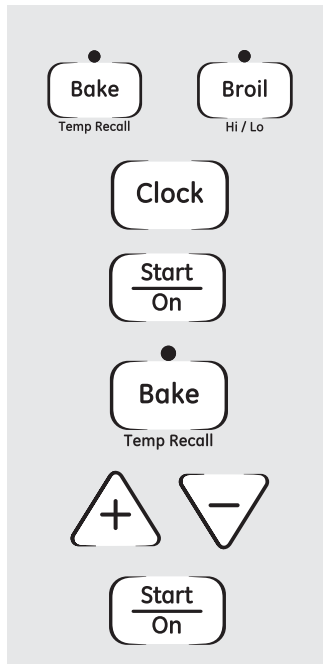 Bake Broil
Temp Recall Hi / Lo
Clock
Start
On
Bake
Temp Recall
+ −
Start
On